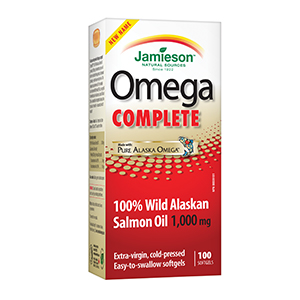 NEW NAME
Jamieson
NATURAL SOURCES
Since 1922
Omega
COMPLETE
Made with
PURE ALASKA OMEGA
100% Wild Alaskan
Salmon Oil 1,000 mg
Extra-virgin, cold-pressed
Easy-to-swallow softgels
100
SOFTGELS